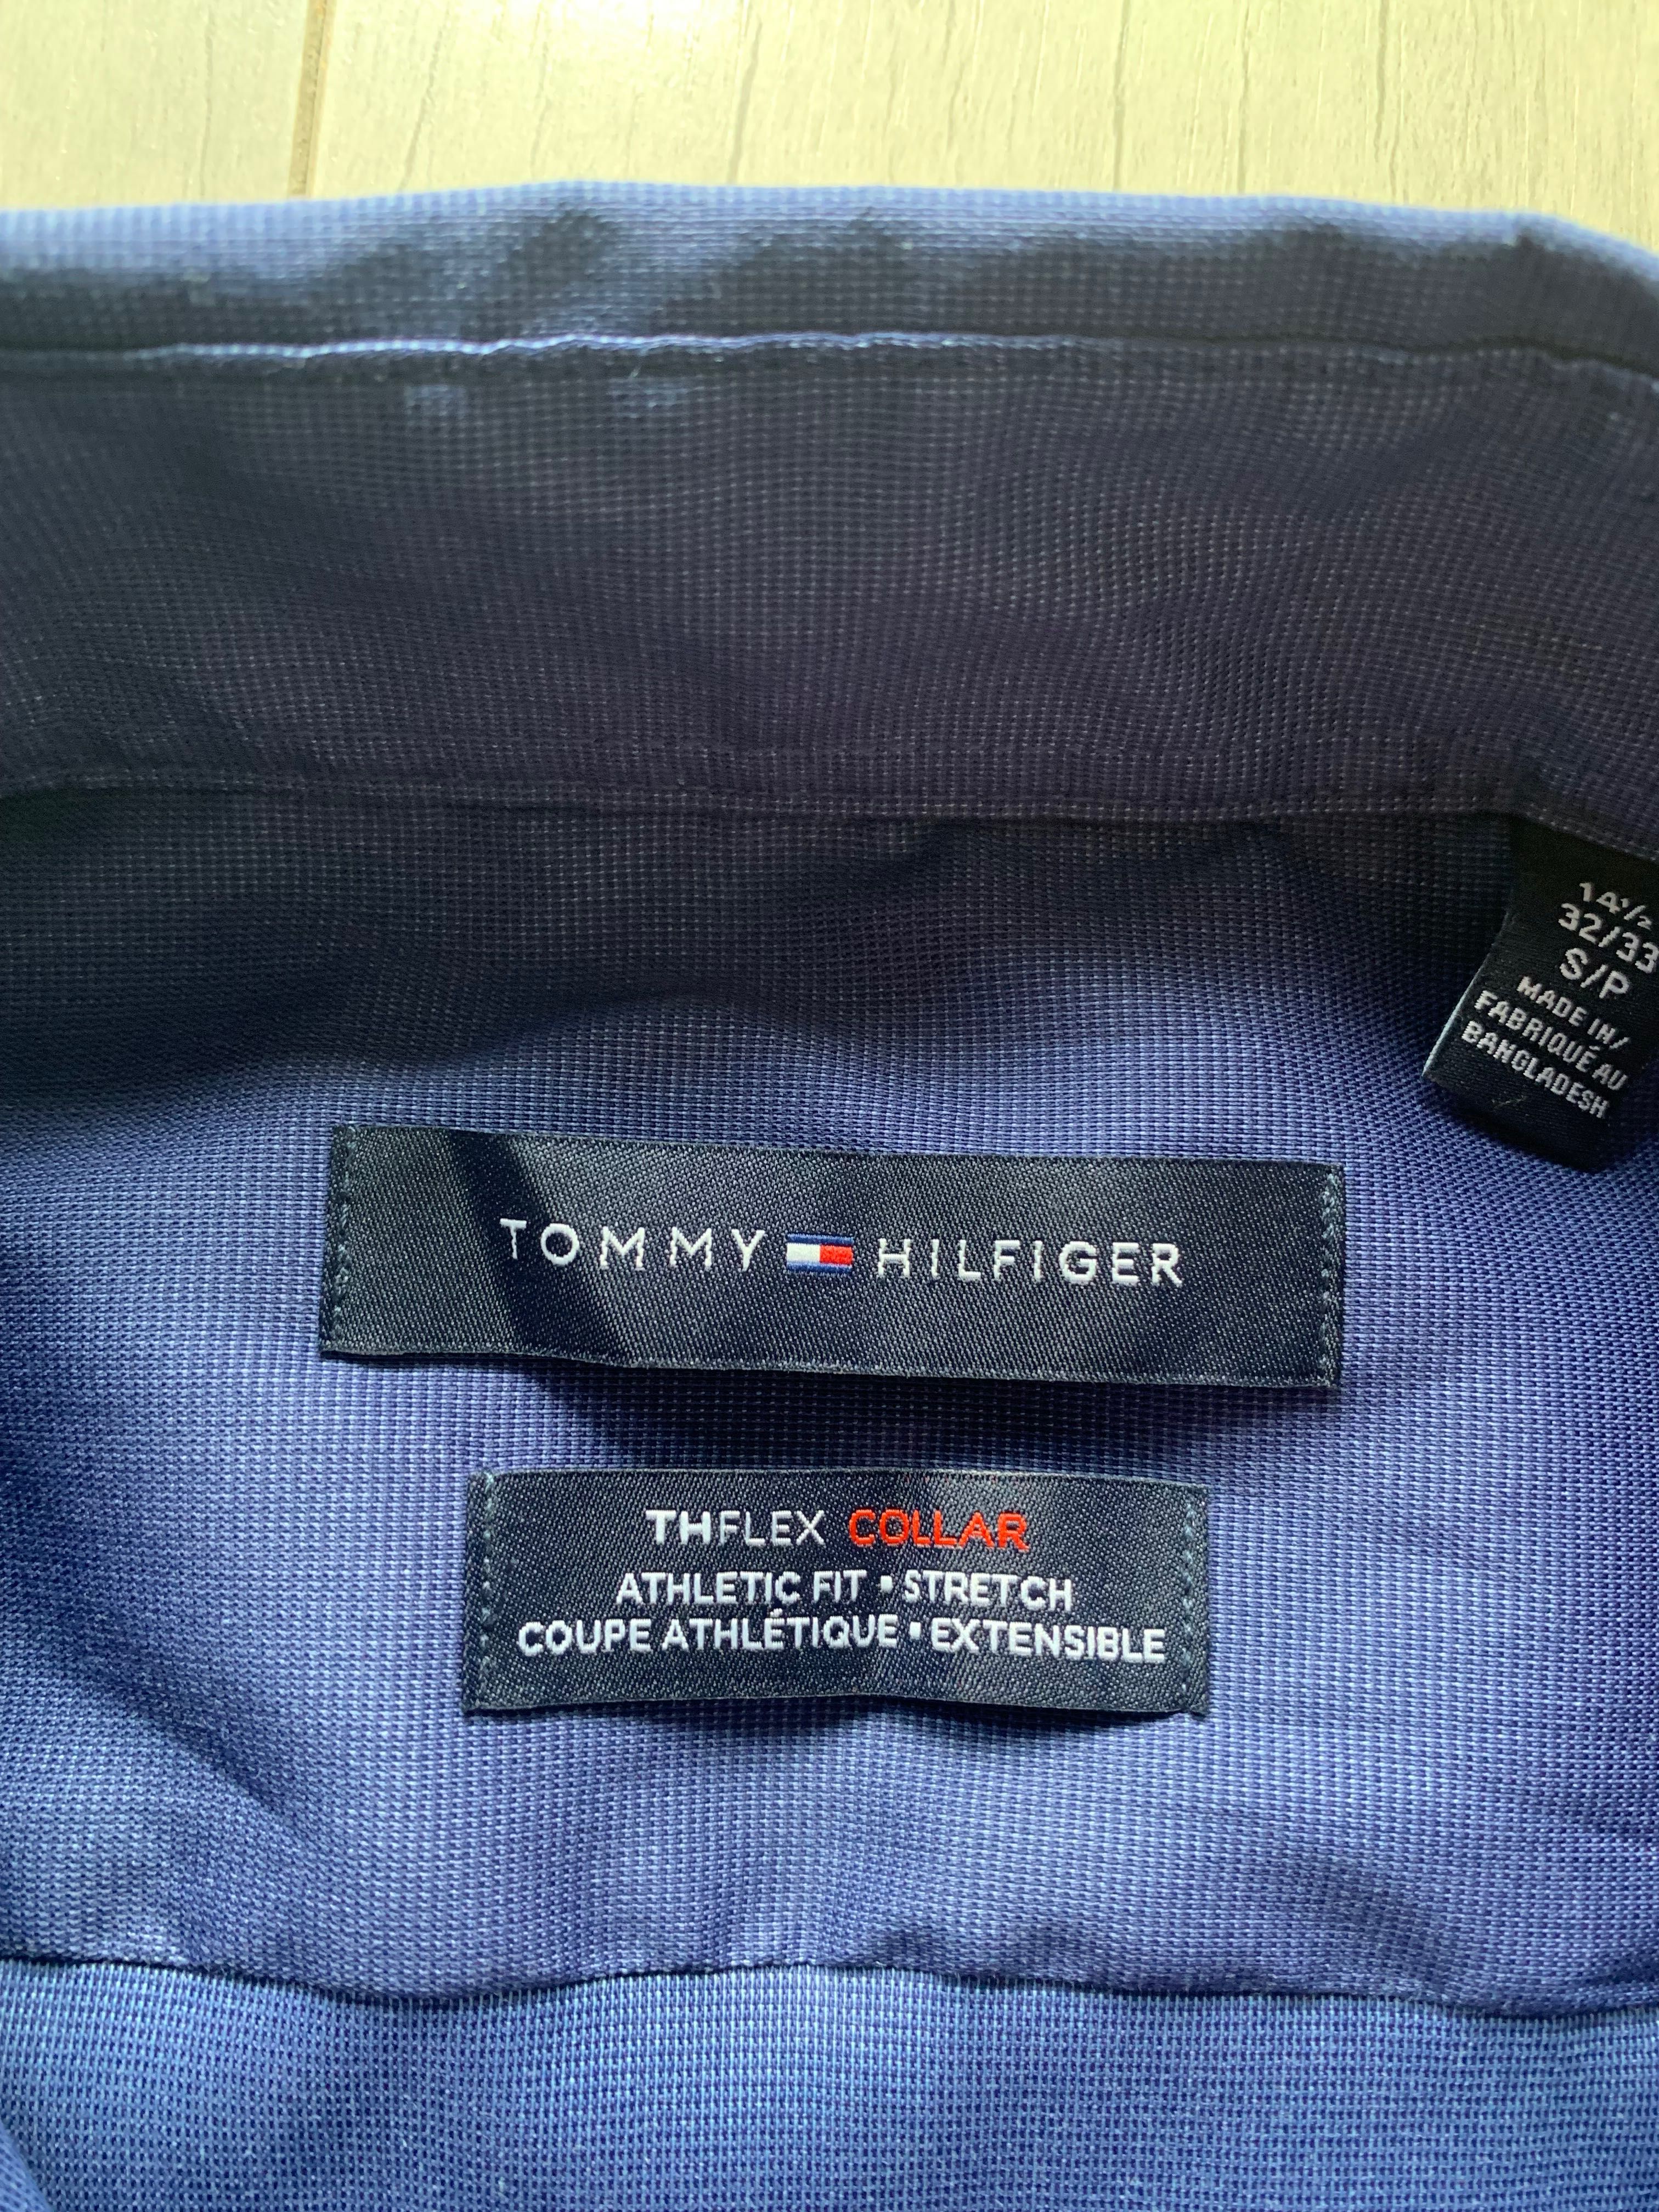 14½
32/33
S/P
MADE IN/
FABRIQUÉ AU
BANGLADESH
TOMMY HILFIGER
THFLEX COLLAR
ATHLETIC FIT ▪ STRETCH
COUPE ATHLÉTIQUE ▪ EXTENSIBLE